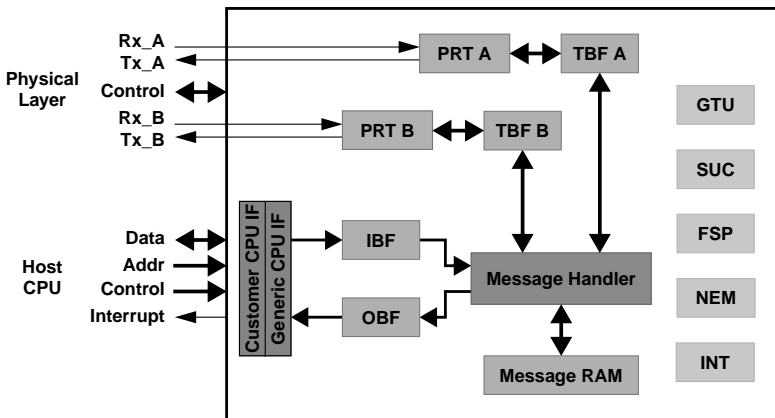 Rx_A
Tx_A
Physical
Layer
Control
Rx_B
Tx_B
PRT A
TBF A
PRT B
TBF B
GTU
SUC
FSP
NEM
INT
Host
CPU
Data
Addr
Control
Interrupt
Customer CPU IF
Generic CPU IF
IBF
OBF
Message Handler
Message RAM